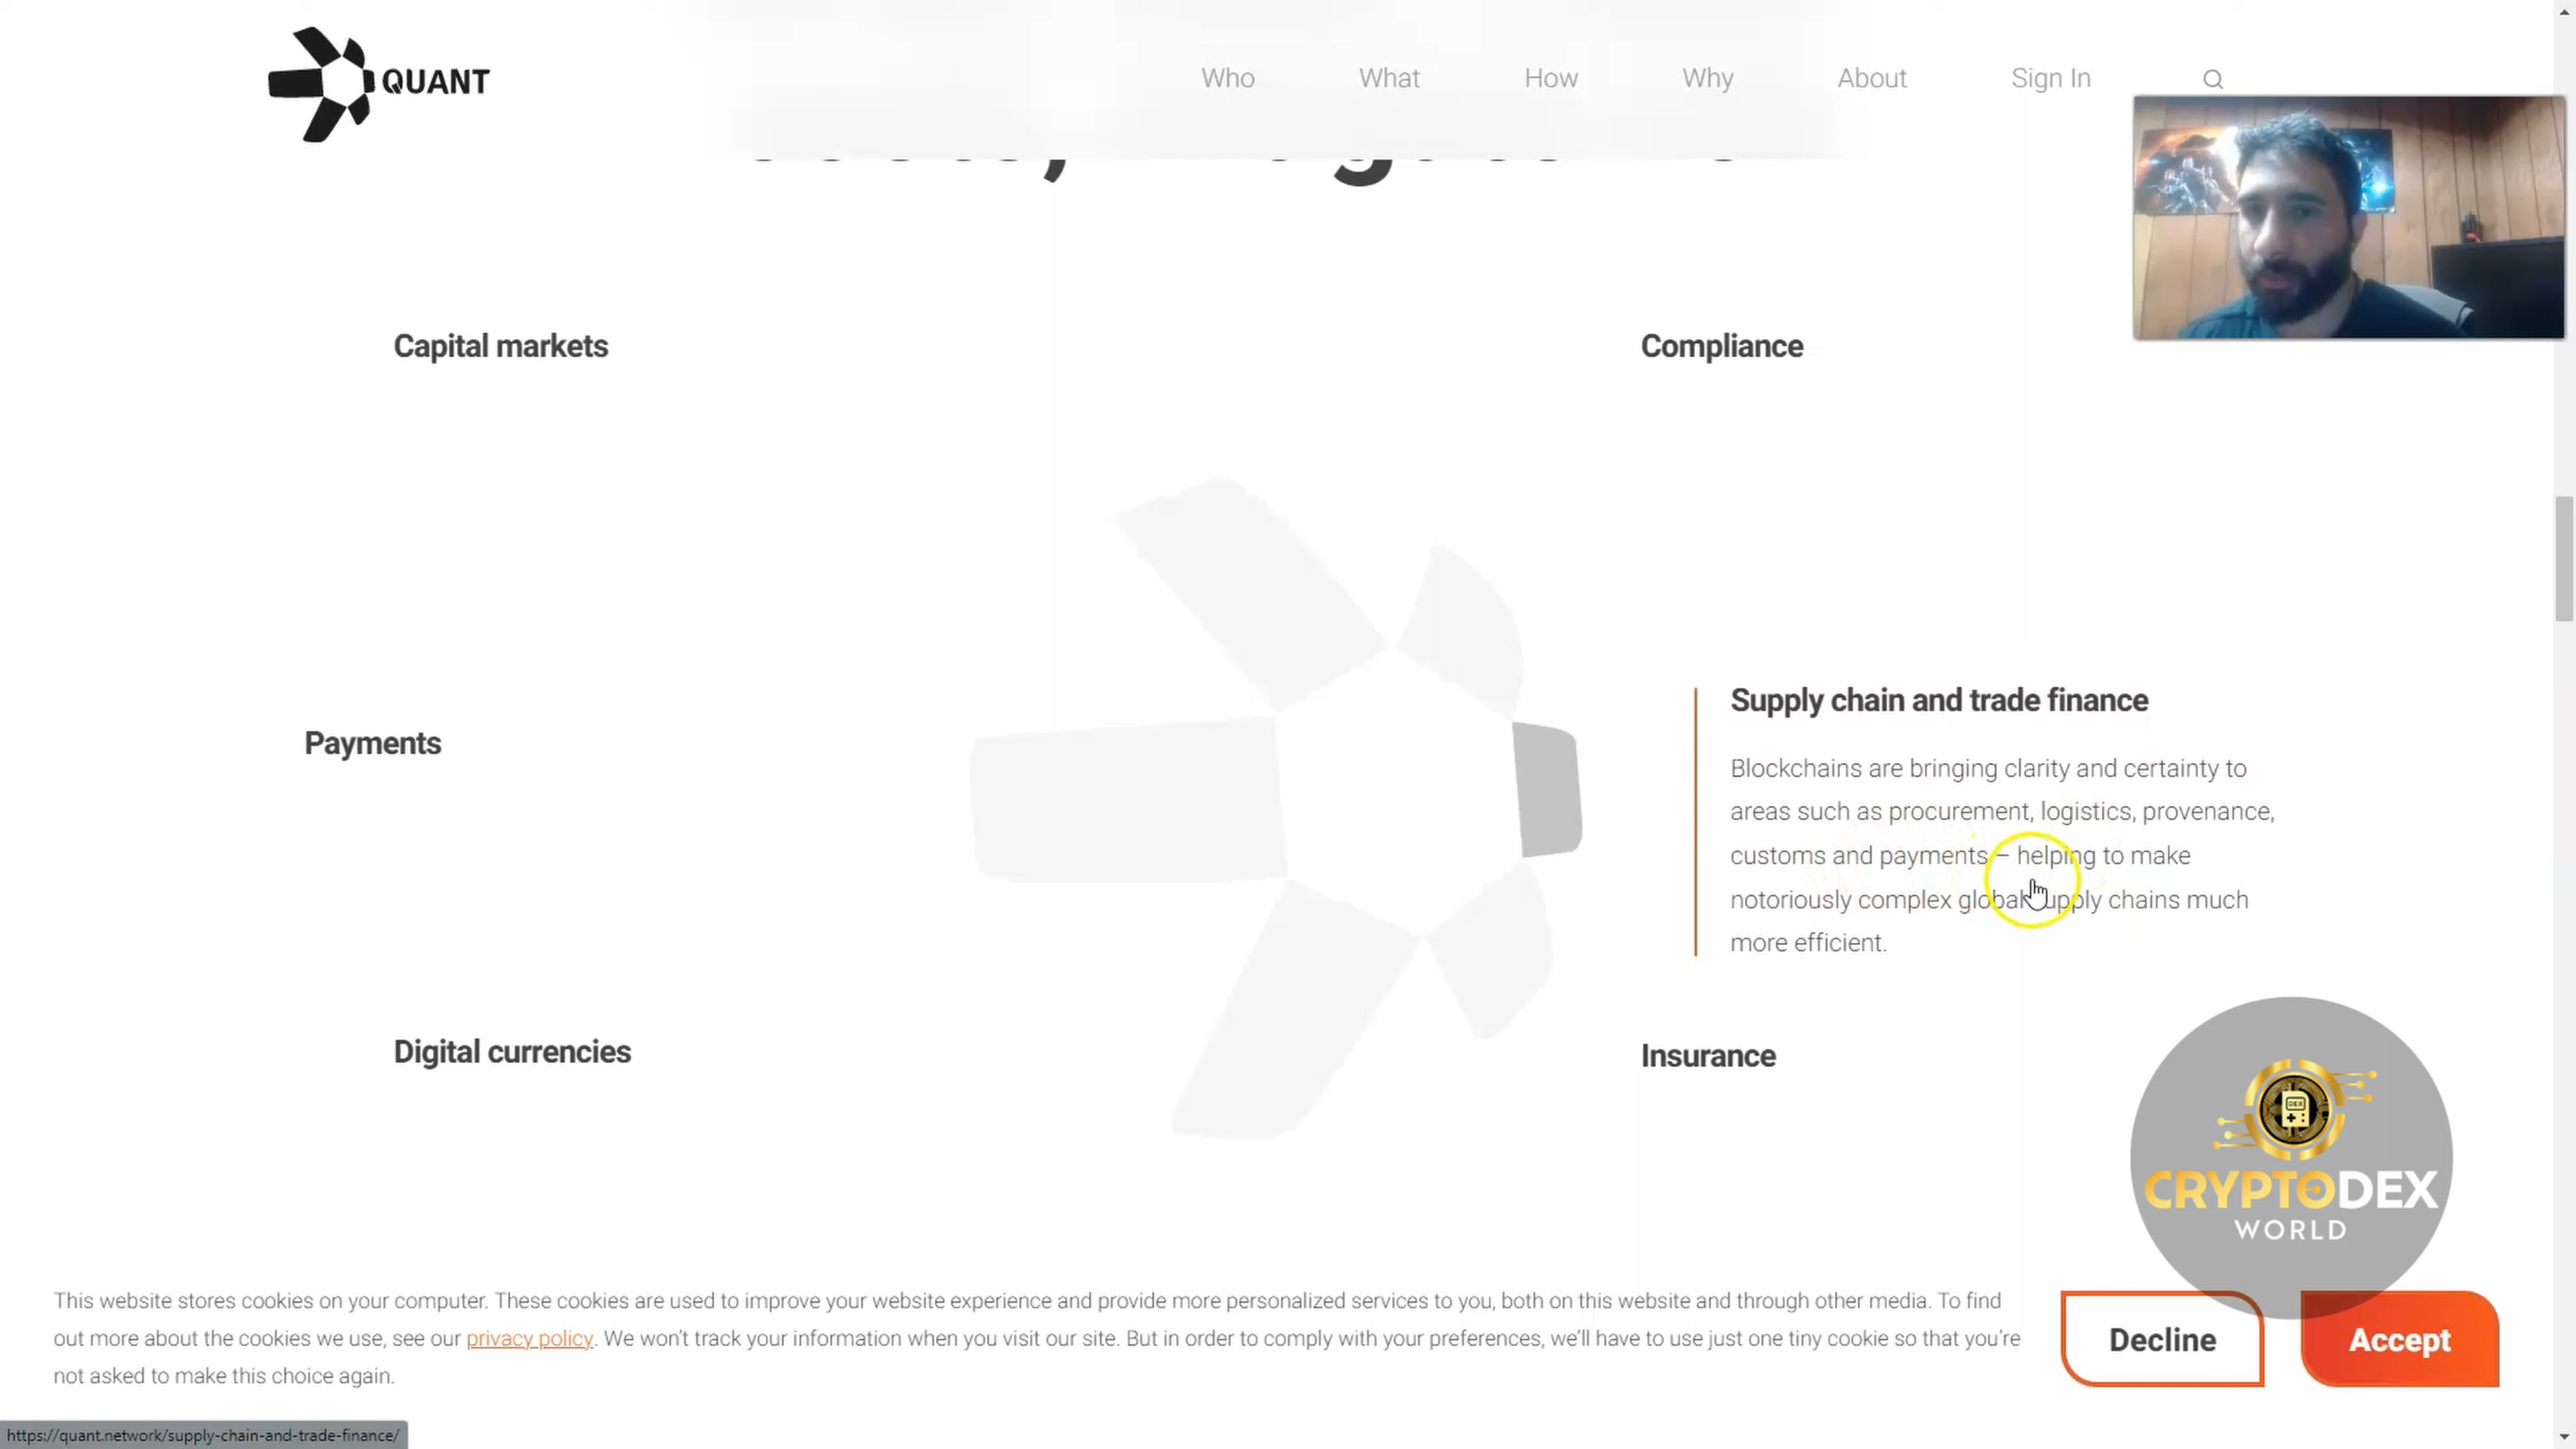 QUANT
Who
What
How
Why
About
Sign In
Capital markets
Compliance
Payments
Supply chain and trade finance
Blockchains are bringing clarity and certainty to
areas such as procurement, logistics, provenance,
customs and payments – helping to make
notoriously complex global supply chains much
more efficient.
Digital currencies
Insurance
DEX
CRYPTODEX
WORLD
This website stores cookies on your computer. These cookies are used to improve your website experience and provide more personalized services to you, both on this website and through other media. To find
out more about the cookies we use, see our privacy policy. We won't track your information when you visit our site. But in order to comply with your preferences, we'll have to use just one tiny cookie so that you're
not asked to make this choice again.
Decline
Accept
https://quant.network/supply-chain-and-trade-finance/